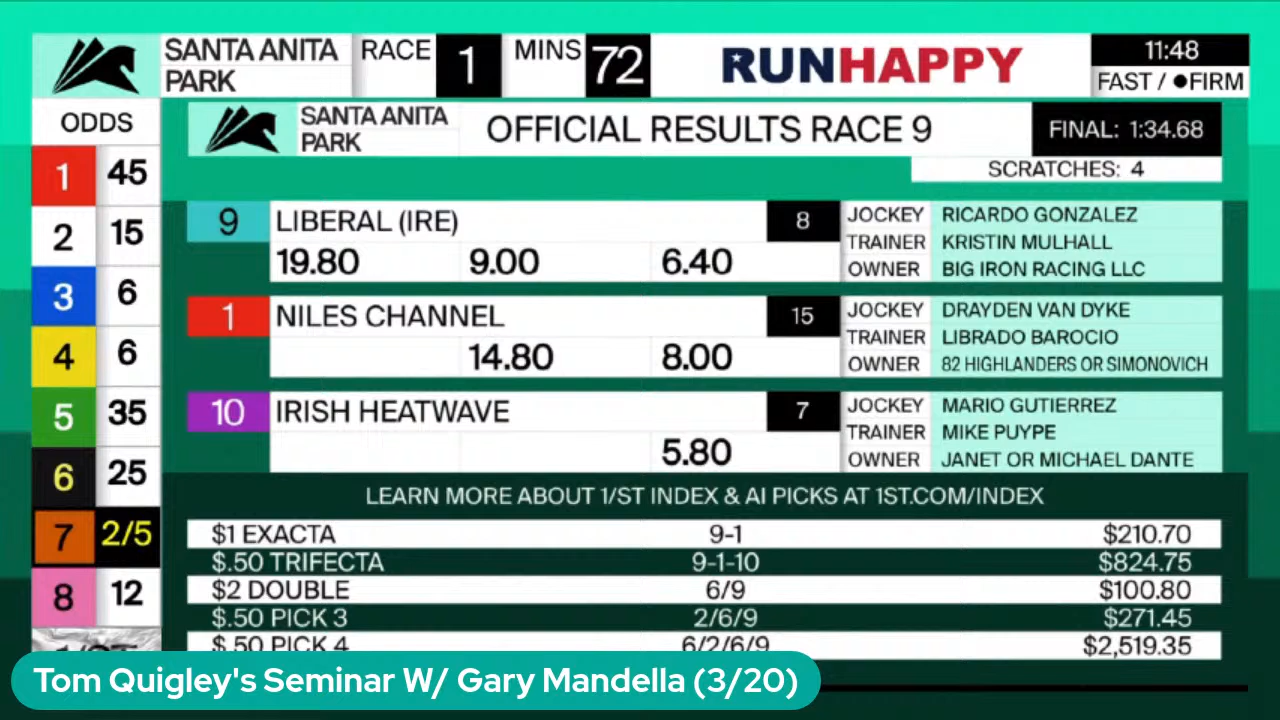 SANTA ANITA PARK RACE 1 MINS 72 RUNHAPPY 11:48
FAST / ●FIRM
ODDS
1 45
2 15
3 6
4 6
5 35
6 25
7 2/5
8 12
SANTA ANITA PARK OFFICIAL RESULTS RACE 9 FINAL: 1:34.68
SCRATCHES: 4
9 LIBERAL (IRE) 8
19.80 9.00 6.40
JOCKEY RICARDO GONZALEZ
TRAINER KRISTIN MULHALL
OWNER BIG IRON RACING LLC
1 NILES CHANNEL 15
14.80 8.00
JOCKEY DRAYDEN VAN DYKE
TRAINER LIBRADO BAROCIO
OWNER 82 HIGHLANDERS OR SIMONOVICH
10 IRISH HEATWAVE 7
5.80
JOCKEY MARIO GUTIERREZ
TRAINER MIKE PUYPE
OWNER JANET OR MICHAEL DANTE
LEARN MORE ABOUT 1/ST INDEX & AI PICKS AT 1ST.COM/INDEX
$1 EXACTA 9-1 $210.70
$.50 TRIFECTA 9-1-10 $824.75
$2 DOUBLE 6/9 $100.80
$.50 PICK 3 2/6/9 $271.45
$.50 PICK 4 6/2/6/9 $2,519.35
Tom Quigley's Seminar W/ Gary Mandella (3/20)